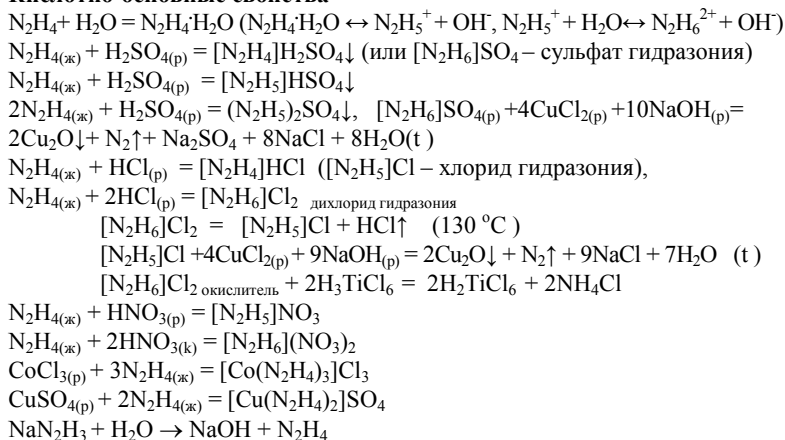 Кислотно-основные свойства
N₂H₄+ H₂O = N₂H₄·H₂O (N₂H₄·H₂O ↔ N₂H₅⁺ + OH⁻, N₂H₅⁺ + H₂O↔ N₂H₆²⁺ + OH⁻)
N₂H₄₍ж₎ + H₂SO₄₍р₎ = [N₂H₄]H₂SO₄↓ (или [N₂H₆]SO₄ – сульфат гидразония)
N₂H₄₍ж₎ + H₂SO₄₍р₎ = [N₂H₅]HSO₄↓
2N₂H₄₍ж₎ + H₂SO₄₍р₎ = (N₂H₅)₂SO₄↓, [N₂H₆]SO₄₍р₎ +4CuCl₂₍р₎ +10NaOH₍р₎=
2Cu₂O↓+ N₂↑+ Na₂SO₄ + 8NaCl + 8H₂O(t )
N₂H₄₍ж₎ + HCl₍р₎ = [N₂H₄]HCl ([N₂H₅]Cl – хлорид гидразония),
N₂H₄₍ж₎ + 2HCl₍р₎ = [N₂H₆]Cl₂ дихлорид гидразония
[N₂H₆]Cl₂ = [N₂H₅]Cl + HCl↑ (130 °C )
[N₂H₅]Cl +4CuCl₂₍р₎ + 9NaOH₍р₎ = 2Cu₂O↓ + N₂↑ + 9NaCl + 7H₂O (t )
[N₂H₆]Cl₂ окислитель + 2H₃TiCl₆ = 2H₂TiCl₆ + 2NH₄Cl
N₂H₄₍ж₎ + HNO₃₍р₎ = [N₂H₅]NO₃
N₂H₄₍ж₎ + 2HNO₃₍k₎ = [N₂H₆](NO₃)₂
CoCl₃₍р₎ + 3N₂H₄₍ж₎ = [Co(N₂H₄)₃]Cl₃
CuSO₄₍р₎ + 2N₂H₄₍ж₎ = [Cu(N₂H₄)₂]SO₄
NaN₂H₃ + H₂O → NaOH + N₂H₄